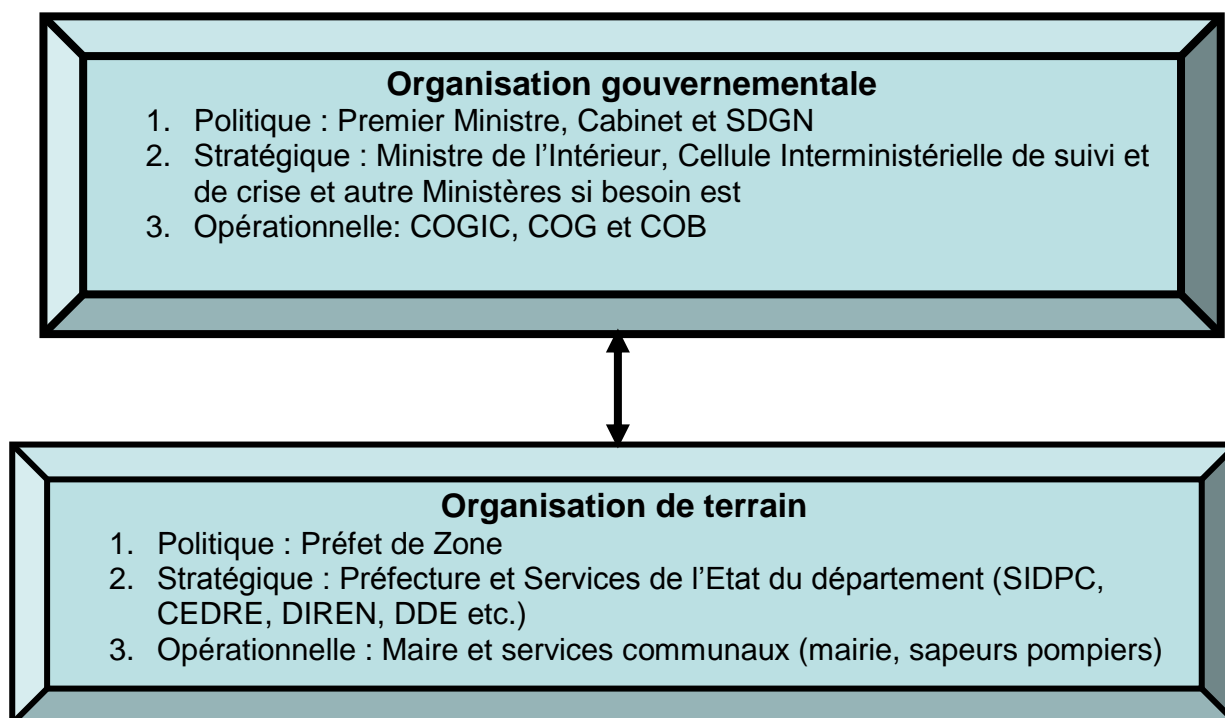 Organisation gouvernementale
1. Politique : Premier Ministre, Cabinet et SDGN
2. Stratégique : Ministre de l'Intérieur, Cellule Interministérielle de suivi et
de crise et autre Ministères si besoin est
3. Opérationnelle: COGIC, COG et COB
Organisation de terrain
1. Politique : Préfet de Zone
2. Stratégique : Préfecture et Services de l'Etat du département (SIDPC,
CEDRE, DIREN, DDE etc.)
3. Opérationnelle : Maire et services communaux (mairie, sapeurs pompiers)